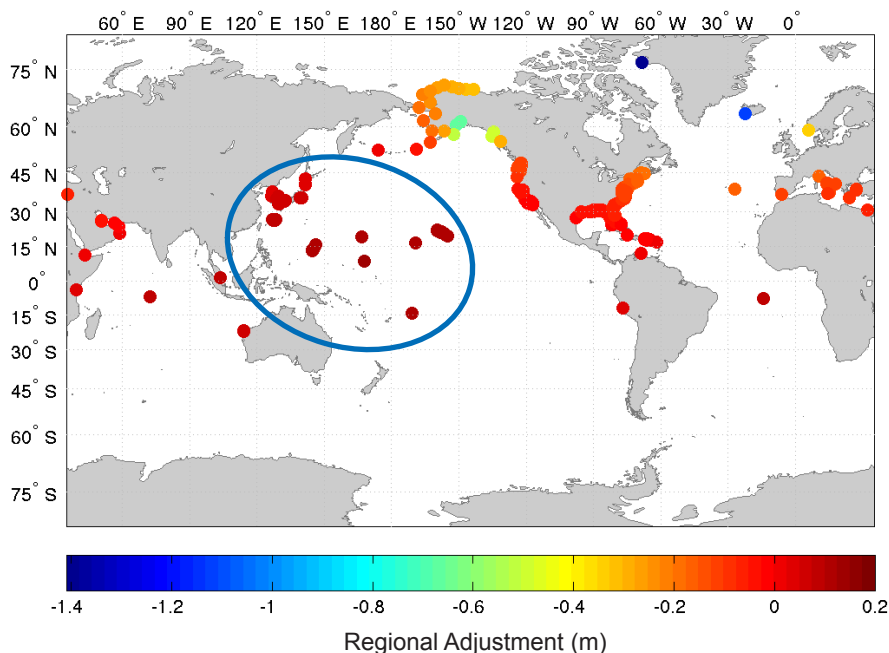 60° E 90° E 120° E 150° E 180° E 150° W 120° W 90° W 60° W 30° W 0°
75° N
60° N
45° N
30° N
15° N
0°
15° S
30° S
45° S
60° S
75° S
-1.4 -1.2 -1 -0.8 -0.6 -0.4 -0.2 0 0.2
Regional Adjustment (m)